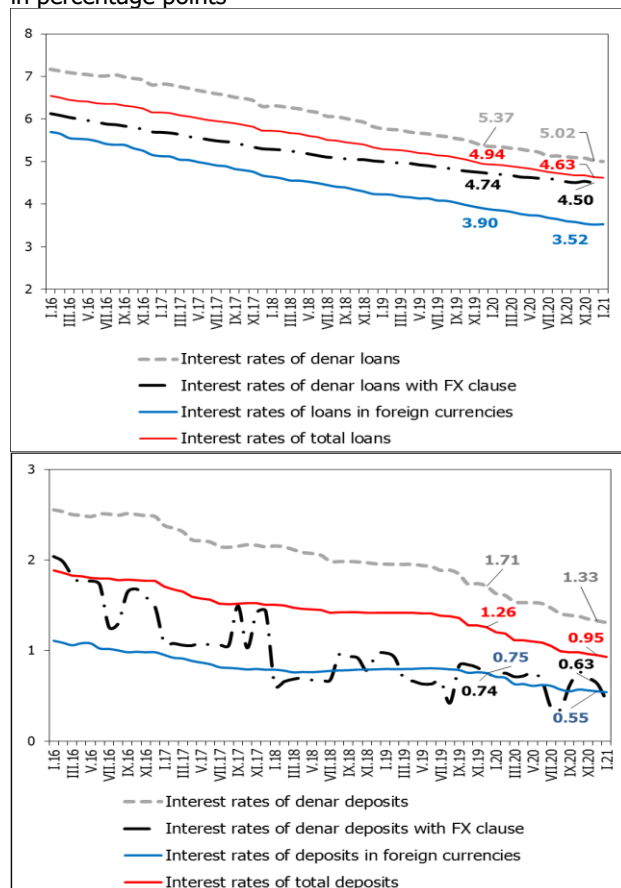 in percentage points
8
7
6
5
4
3
2
5.37
5.02
4.94
4.63
4.74
4.50
3.90
3.52
I.16
III.16
V.16
VII.16
IX.16
XI.16
I.17
III.17
V.17
VII.17
IX.17
XI.17
I.18
III.18
V.18
VII.18
IX.18
XI.18
I.19
III.19
V.19
VII.19
IX.19
XI.19
I.20
III.20
V.20
VII.20
IX.20
XI.20
I.21
Interest rates of denar loans
Interest rates of denar loans with FX clause
Interest rates of loans in foreign currencies
Interest rates of total loans
3
2
1
0
1.71
1.33
1.26
0.95
0.75
0.63
0.74
0.55
I.16
III.16
V.16
VII.16
IX.16
XI.16
I.17
III.17
V.17
VII.17
IX.17
XI.17
I.18
III.18
V.18
VII.18
IX.18
XI.18
I.19
III.19
V.19
VII.19
IX.19
XI.19
I.20
III.20
V.20
VII.20
IX.20
XI.20
I.21
Interest rates of denar deposits
Interest rates of denar deposits with FX clause
Interest rates of deposits in foreign currencies
Interest rates of total deposits